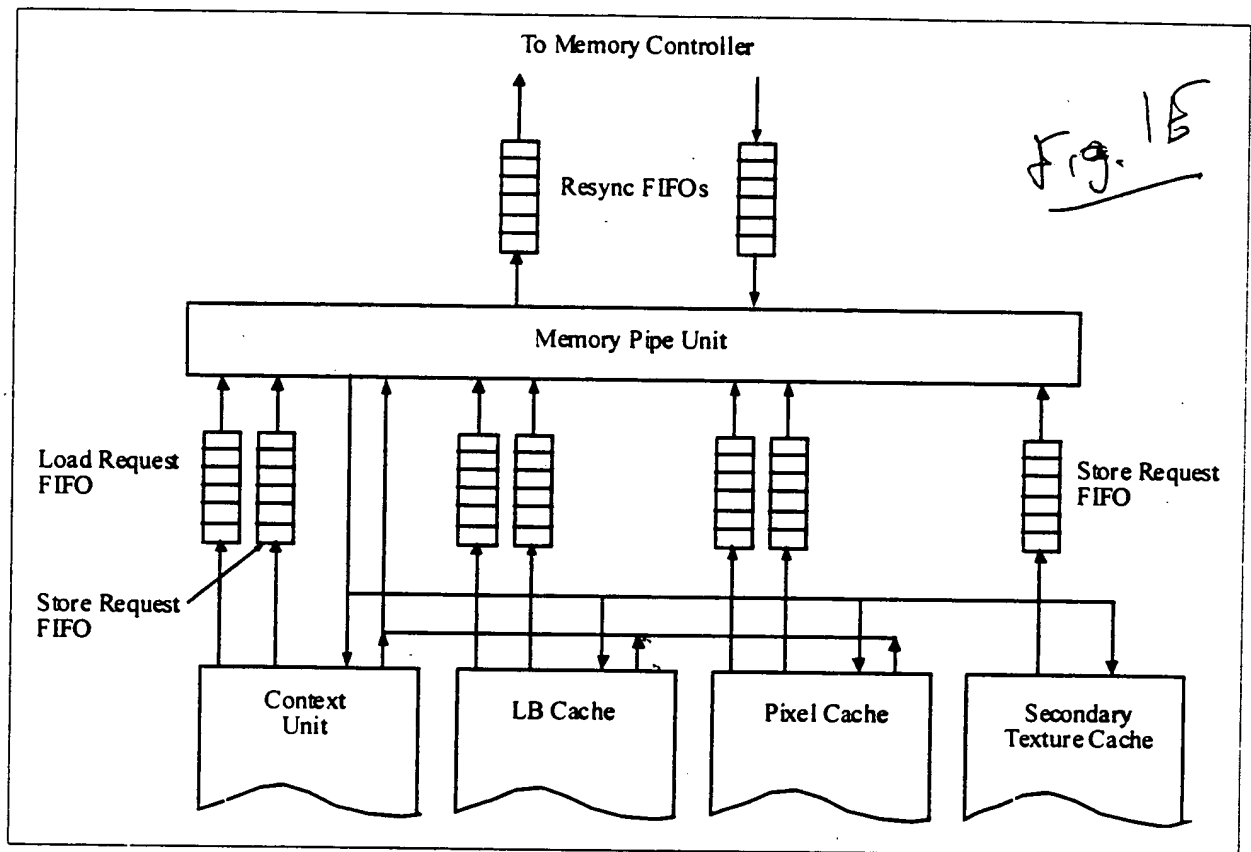 To Memory Controller
Fig. 1E
Resync FIFOs
Memory Pipe Unit
Load Request
FIFO
Store Request
FIFO
Store Request
FIFO
Context
Unit
LB Cache
Pixel Cache
Secondary
Texture Cache